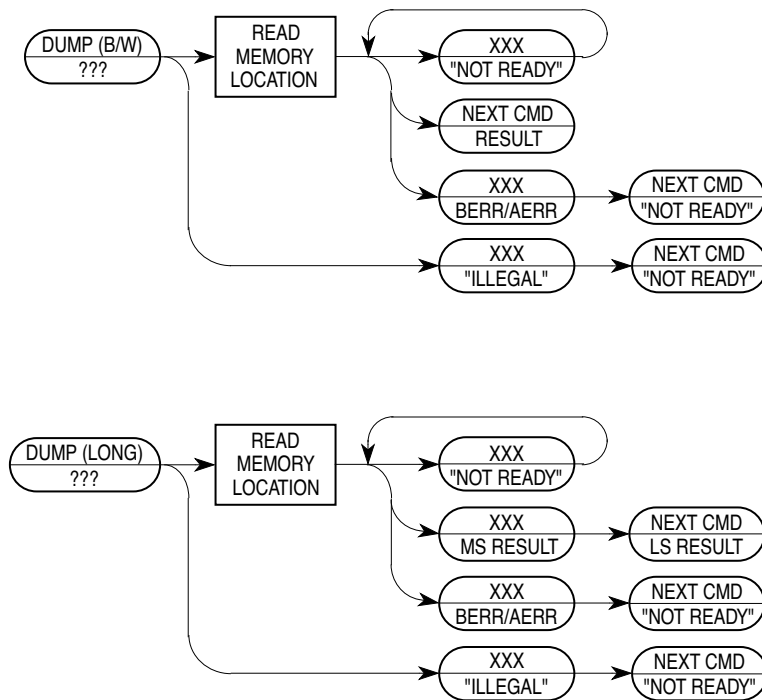 DUMP (B/W)
???
READ
MEMORY
LOCATION
XXX
"NOT READY"
NEXT CMD
RESULT
XXX
BERR/AERR
NEXT CMD
"NOT READY"
XXX
"ILLEGAL"
NEXT CMD
"NOT READY"
DUMP (LONG)
???
READ
MEMORY
LOCATION
XXX
"NOT READY"
XXX
MS RESULT
NEXT CMD
LS RESULT
XXX
BERR/AERR
NEXT CMD
"NOT READY"
XXX
"ILLEGAL"
NEXT CMD
"NOT READY"